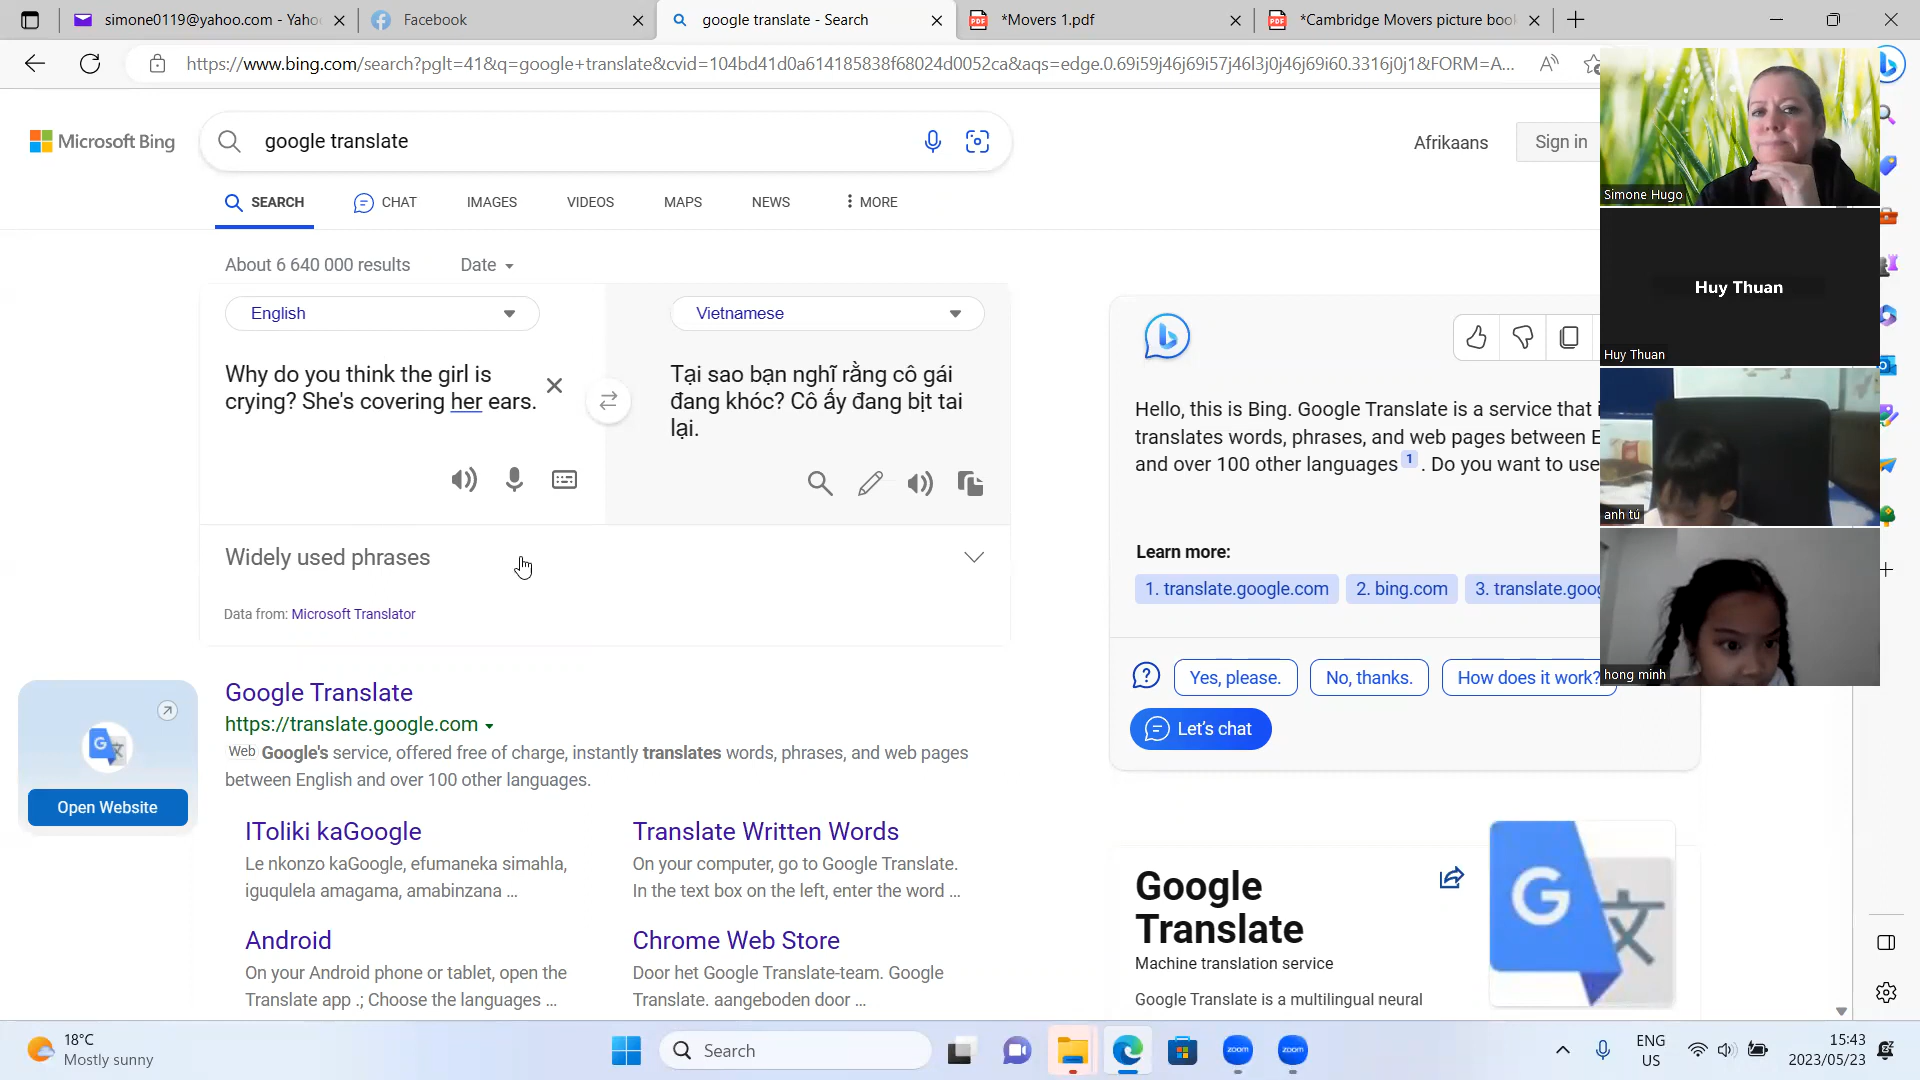 simone0119@yahoo.com - Yaho
Facebook
google translate - Search
*Movers 1.pdf
*Cambridge Movers picture boo
https://www.bing.com/search?pglt=41&q=google+translate&cvid=104bd41d0a614185838f68024d0052ca&aqs=edge.0.69i59j46j69i57j46l3j0j46j69i60.3316j0j1&FORM=A...
Microsoft Bing
google translate
Afrikaans
Sign in
SEARCH
CHAT
IMAGES
VIDEOS
MAPS
NEWS
MORE
About 6 640 000 results
Date
English
Vietnamese
Why do you think the girl is
crying? She's covering her ears.
Tại sao bạn nghĩ rằng cô gái
đang khóc? Cô ấy đang bịt tai
lại.
Widely used phrases
Data from: Microsoft Translator
Hello, this is Bing. Google Translate is a service that i
translates words, phrases, and web pages between E
and over 100 other languages 1 . Do you want to use
Learn more:
1. translate.google.com
2. bing.com
3. translate.goog
Yes, please.
No, thanks.
How does it work?
Let's chat
Simone Hugo
Huy Thuan
Huy Thuan
anh tú
hong minh
Google Translate
https://translate.google.com
Web Google's service, offered free of charge, instantly translates words, phrases, and web pages
between English and over 100 other languages.
Open Website
IToliki kaGoogle
Le nkonzo kaGoogle, efumaneka simahla,
iguqulela amagama, amabinzana ...
Translate Written Words
On your computer, go to Google Translate.
In the text box on the left, enter the word ...
Android
On your Android phone or tablet, open the
Translate app .; Choose the languages ...
Chrome Web Store
Door het Google Translate-team. Google
Translate. aangeboden door ...
Google
Translate
Machine translation service
Google Translate is a multilingual neural
18°C
Mostly sunny
Search
zoom
zoom
ENG
US
15:43
2023/05/23